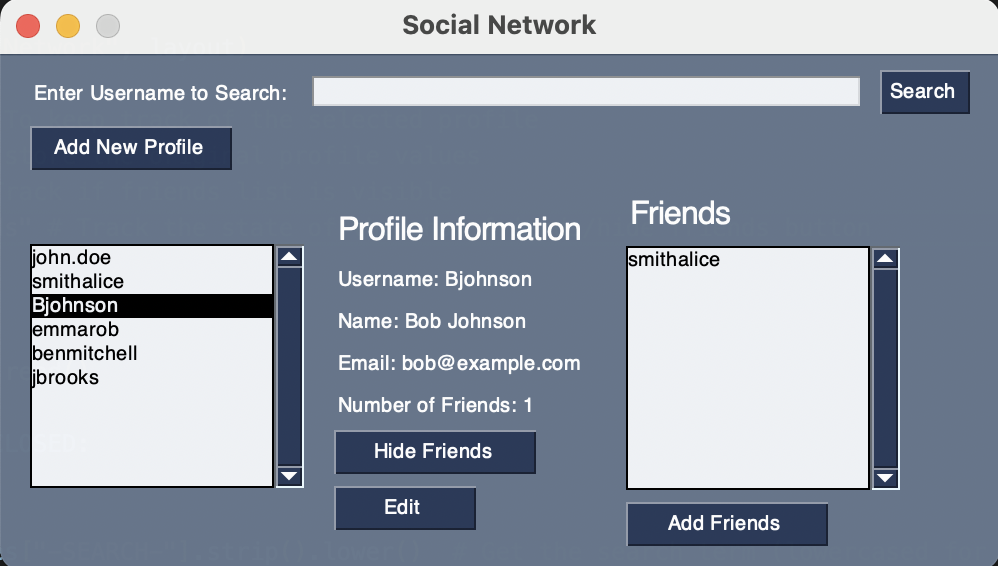 Social Network
Enter Username to Search:
Search
Add New Profile
john.doe
smithalice
Bjohnson
emmarob
benmitchell
jbrooks
Profile Information
Username: Bjohnson
Name: Bob Johnson
Email: bob@example.com
Number of Friends: 1
Hide Friends
Edit
Friends
smithalice
Add Friends